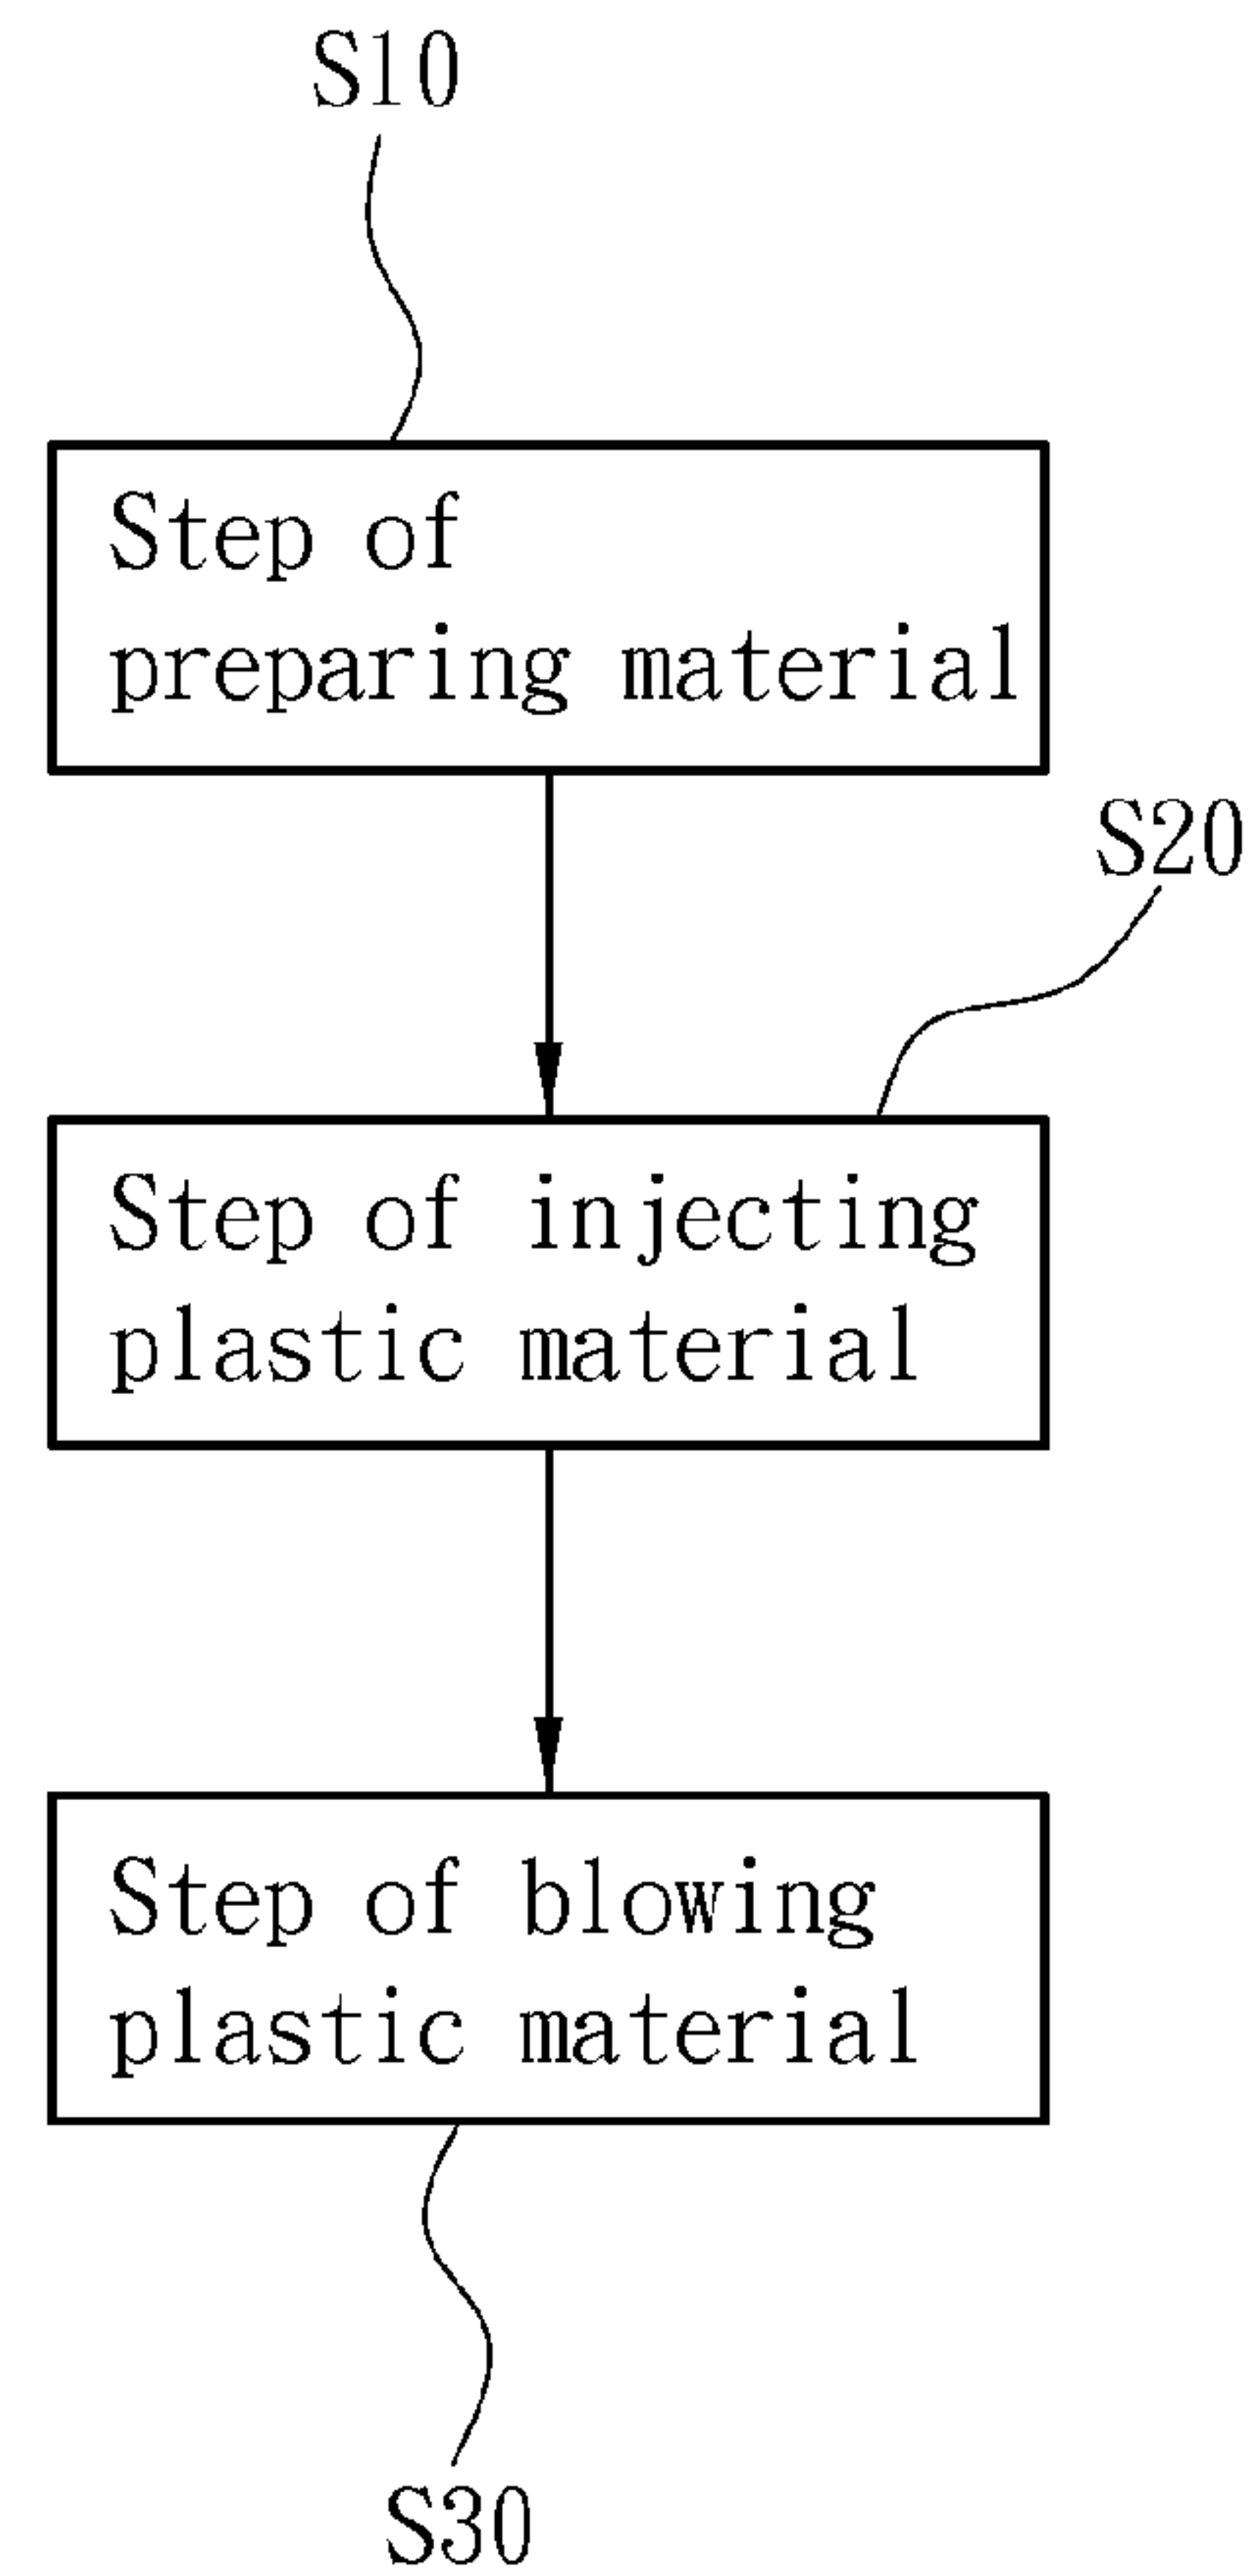 S10
Step of
preparing material
S20
Step of injecting
plastic material
Step of blowing
plastic material
S30